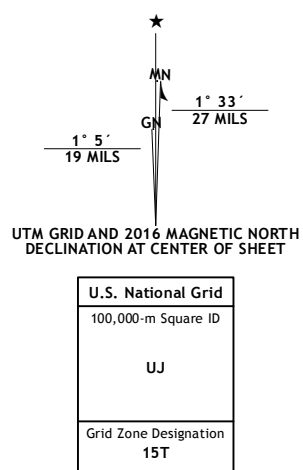 MN
1° 33´
27 MILS
GN
1° 5´
19 MILS
UTM GRID AND 2016 MAGNETIC NORTH
DECLINATION AT CENTER OF SHEET
U.S. National Grid
100,000-m Square ID
UJ
Grid Zone Designation
15T